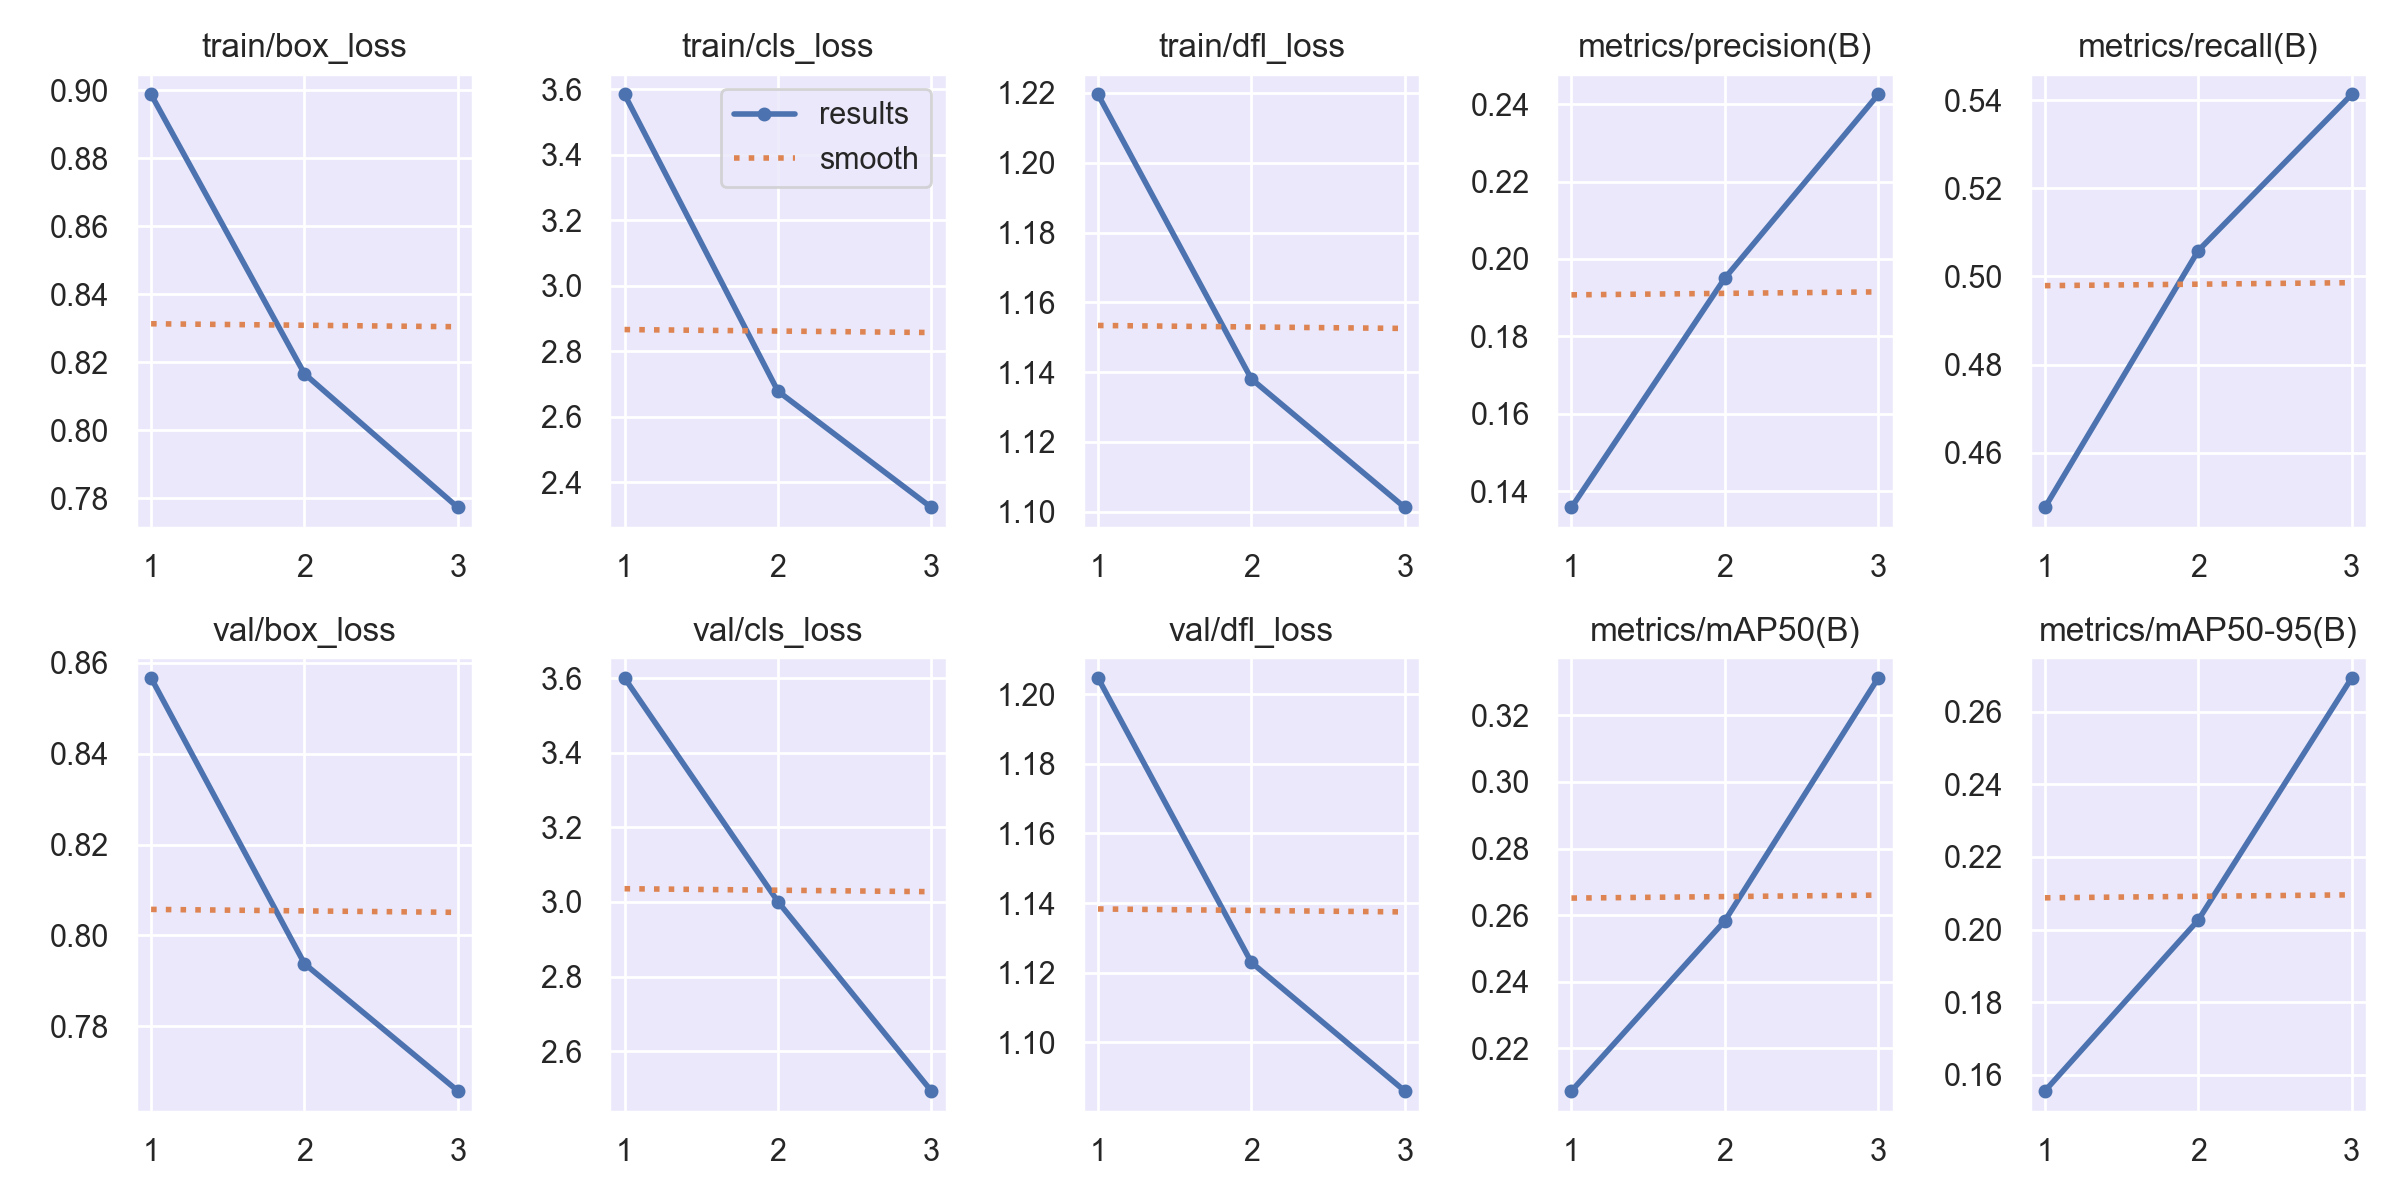 train/box_loss
0.90
0.88
0.86
0.84
0.82
0.80
0.78
1 2 3
train/cls_loss
3.6
3.4
3.2
3.0
2.8
2.6
2.4
results
smooth
1 2 3
train/dfl_loss
1.22
1.20
1.18
1.16
1.14
1.12
1.10
1 2 3
metrics/precision(B)
0.24
0.22
0.20
0.18
0.16
0.14
1 2 3
metrics/recall(B)
0.54
0.52
0.50
0.48
0.46
1 2 3
val/box_loss
0.86
0.84
0.82
0.80
0.78
1 2 3
val/cls_loss
3.6
3.4
3.2
3.0
2.8
2.6
1 2 3
val/dfl_loss
1.20
1.18
1.16
1.14
1.12
1.10
1 2 3
metrics/mAP50(B)
0.32
0.30
0.28
0.26
0.24
0.22
1 2 3
metrics/mAP50-95(B)
0.26
0.24
0.22
0.20
0.18
0.16
1 2 3